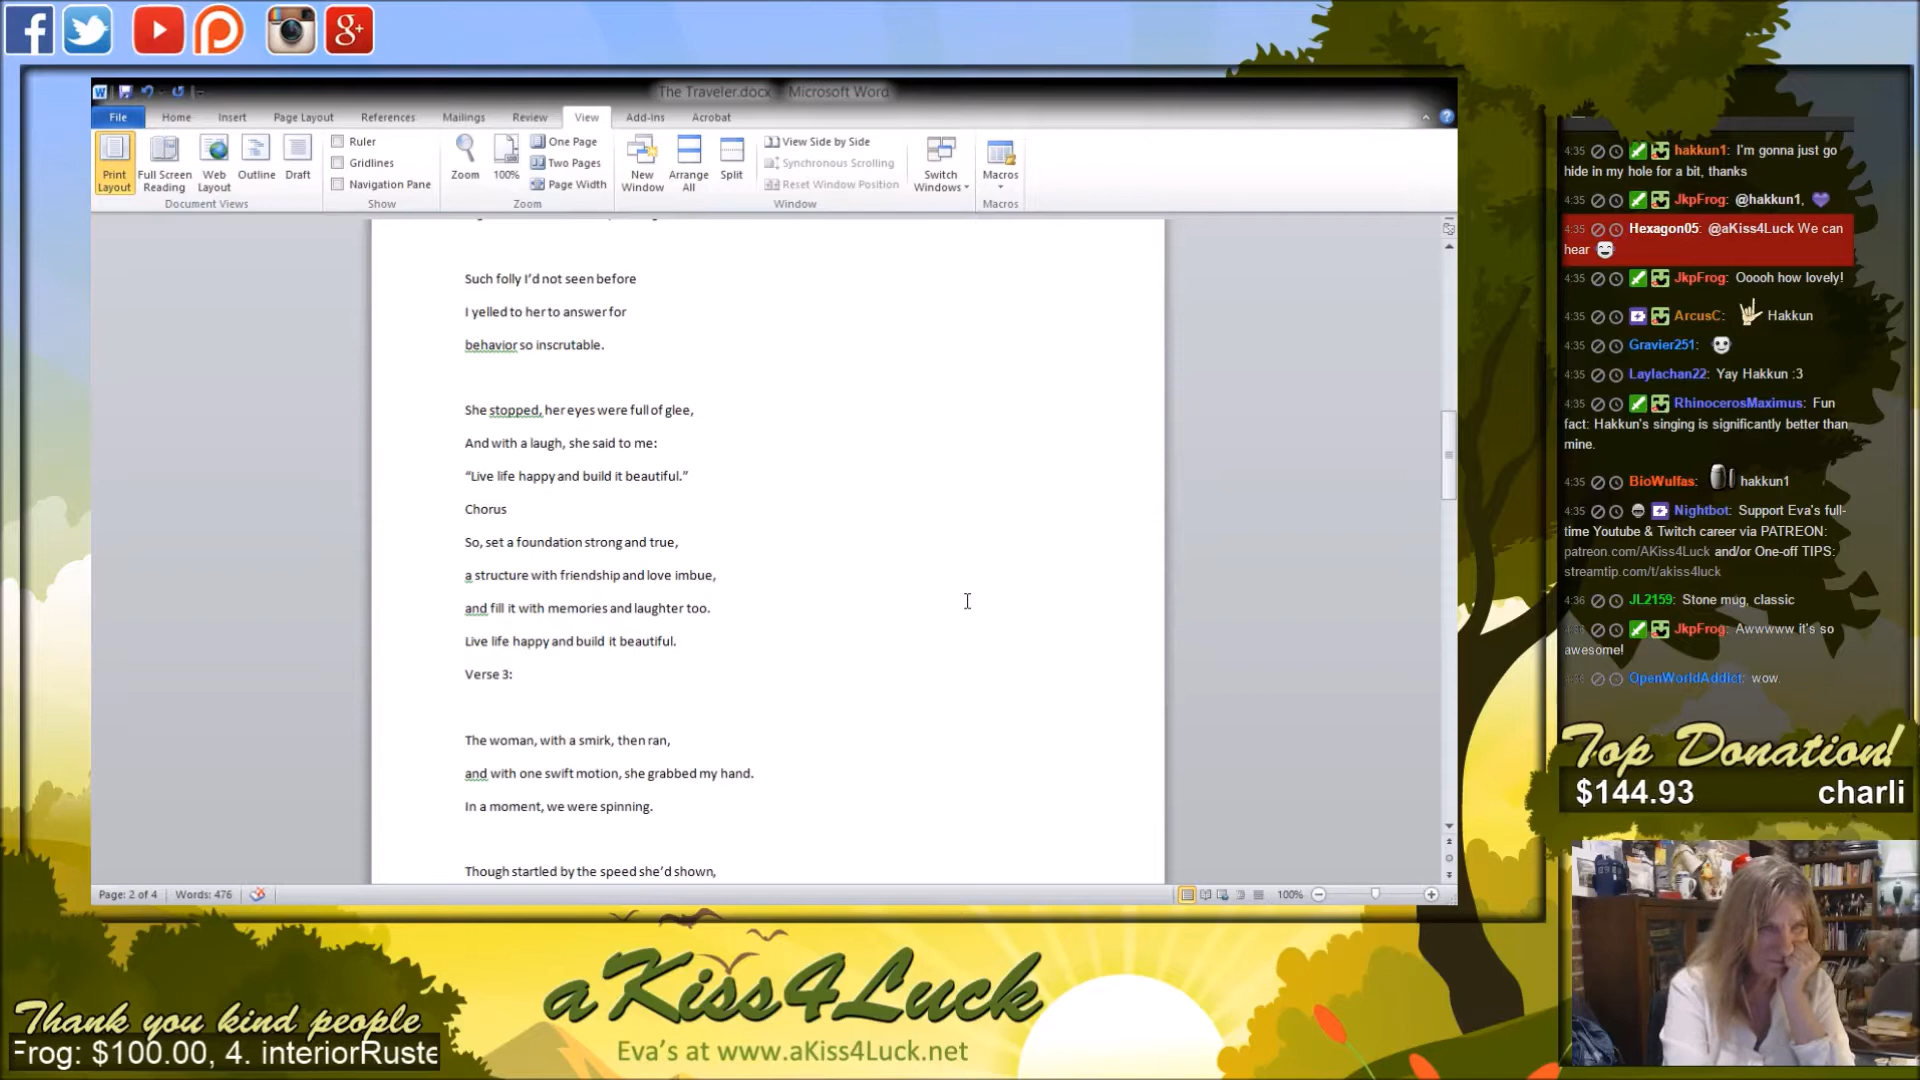 The Traveler.docx - Microsoft Word
File Home Insert Page Layout References Mailings Review View Add-Ins Acrobat
Print Layout
Full Screen Reading
Web Layout
Outline
Draft
Document Views
Ruler
Gridlines
Navigation Pane
Show
Zoom
100%
One Page
Two Pages
Page Width
Zoom
New Window
Arrange All
Split
View Side by Side
Synchronous Scrolling
Reset Window Position
Window
Switch Windows
Macros
Macros
Such folly I'd not seen before
I yelled to her to answer for
behavior so inscrutable.
She stopped, her eyes were full of glee,
And with a laugh, she said to me:
“Live life happy and build it beautiful.”
Chorus
So, set a foundation strong and true,
a structure with friendship and love imbue,
and fill it with memories and laughter too.
Live life happy and build it beautiful.
Verse 3:
The woman, with a smirk, then ran,
and with one swift motion, she grabbed my hand.
In a moment, we were spinning.
Though startled by the speed she'd shown,
Page: 2 of 4 Words: 476
100%
4:35 hakkun1: I'm gonna just go
hide in my hole for a bit, thanks
4:35 JkpFrog: @hakkun1,
4:35 Hexagon05: @aKiss4Luck We can
hear
4:35 JkpFrog: Ooooh how lovely!
4:35 ArcusC: Hakkun
4:35 Gravier251:
4:35 Laylachan22: Yay Hakkun :3
4:35 RhinocerosMaximus: Fun
fact: Hakkun's singing is significantly better than
mine.
4:35 BioWulfas: hakkun1
4:35 Nightbot: Support Eva's full-
time Youtube & Twitch career via PATREON:
patreon.com/AKiss4Luck and/or One-off TIPS:
streamtip.com/t/akiss4luck
4:36 JL2159: Stone mug, classic
4:36 JkpFrog: Awwwww it's so
awesome!
4:36 OpenWorldAddict: wow.
Top Donation!
$144.93 charli
Thank you kind people
Frog: $100.00, 4. interiorRuste
aKiss4Luck
Eva's at www.aKiss4Luck.net